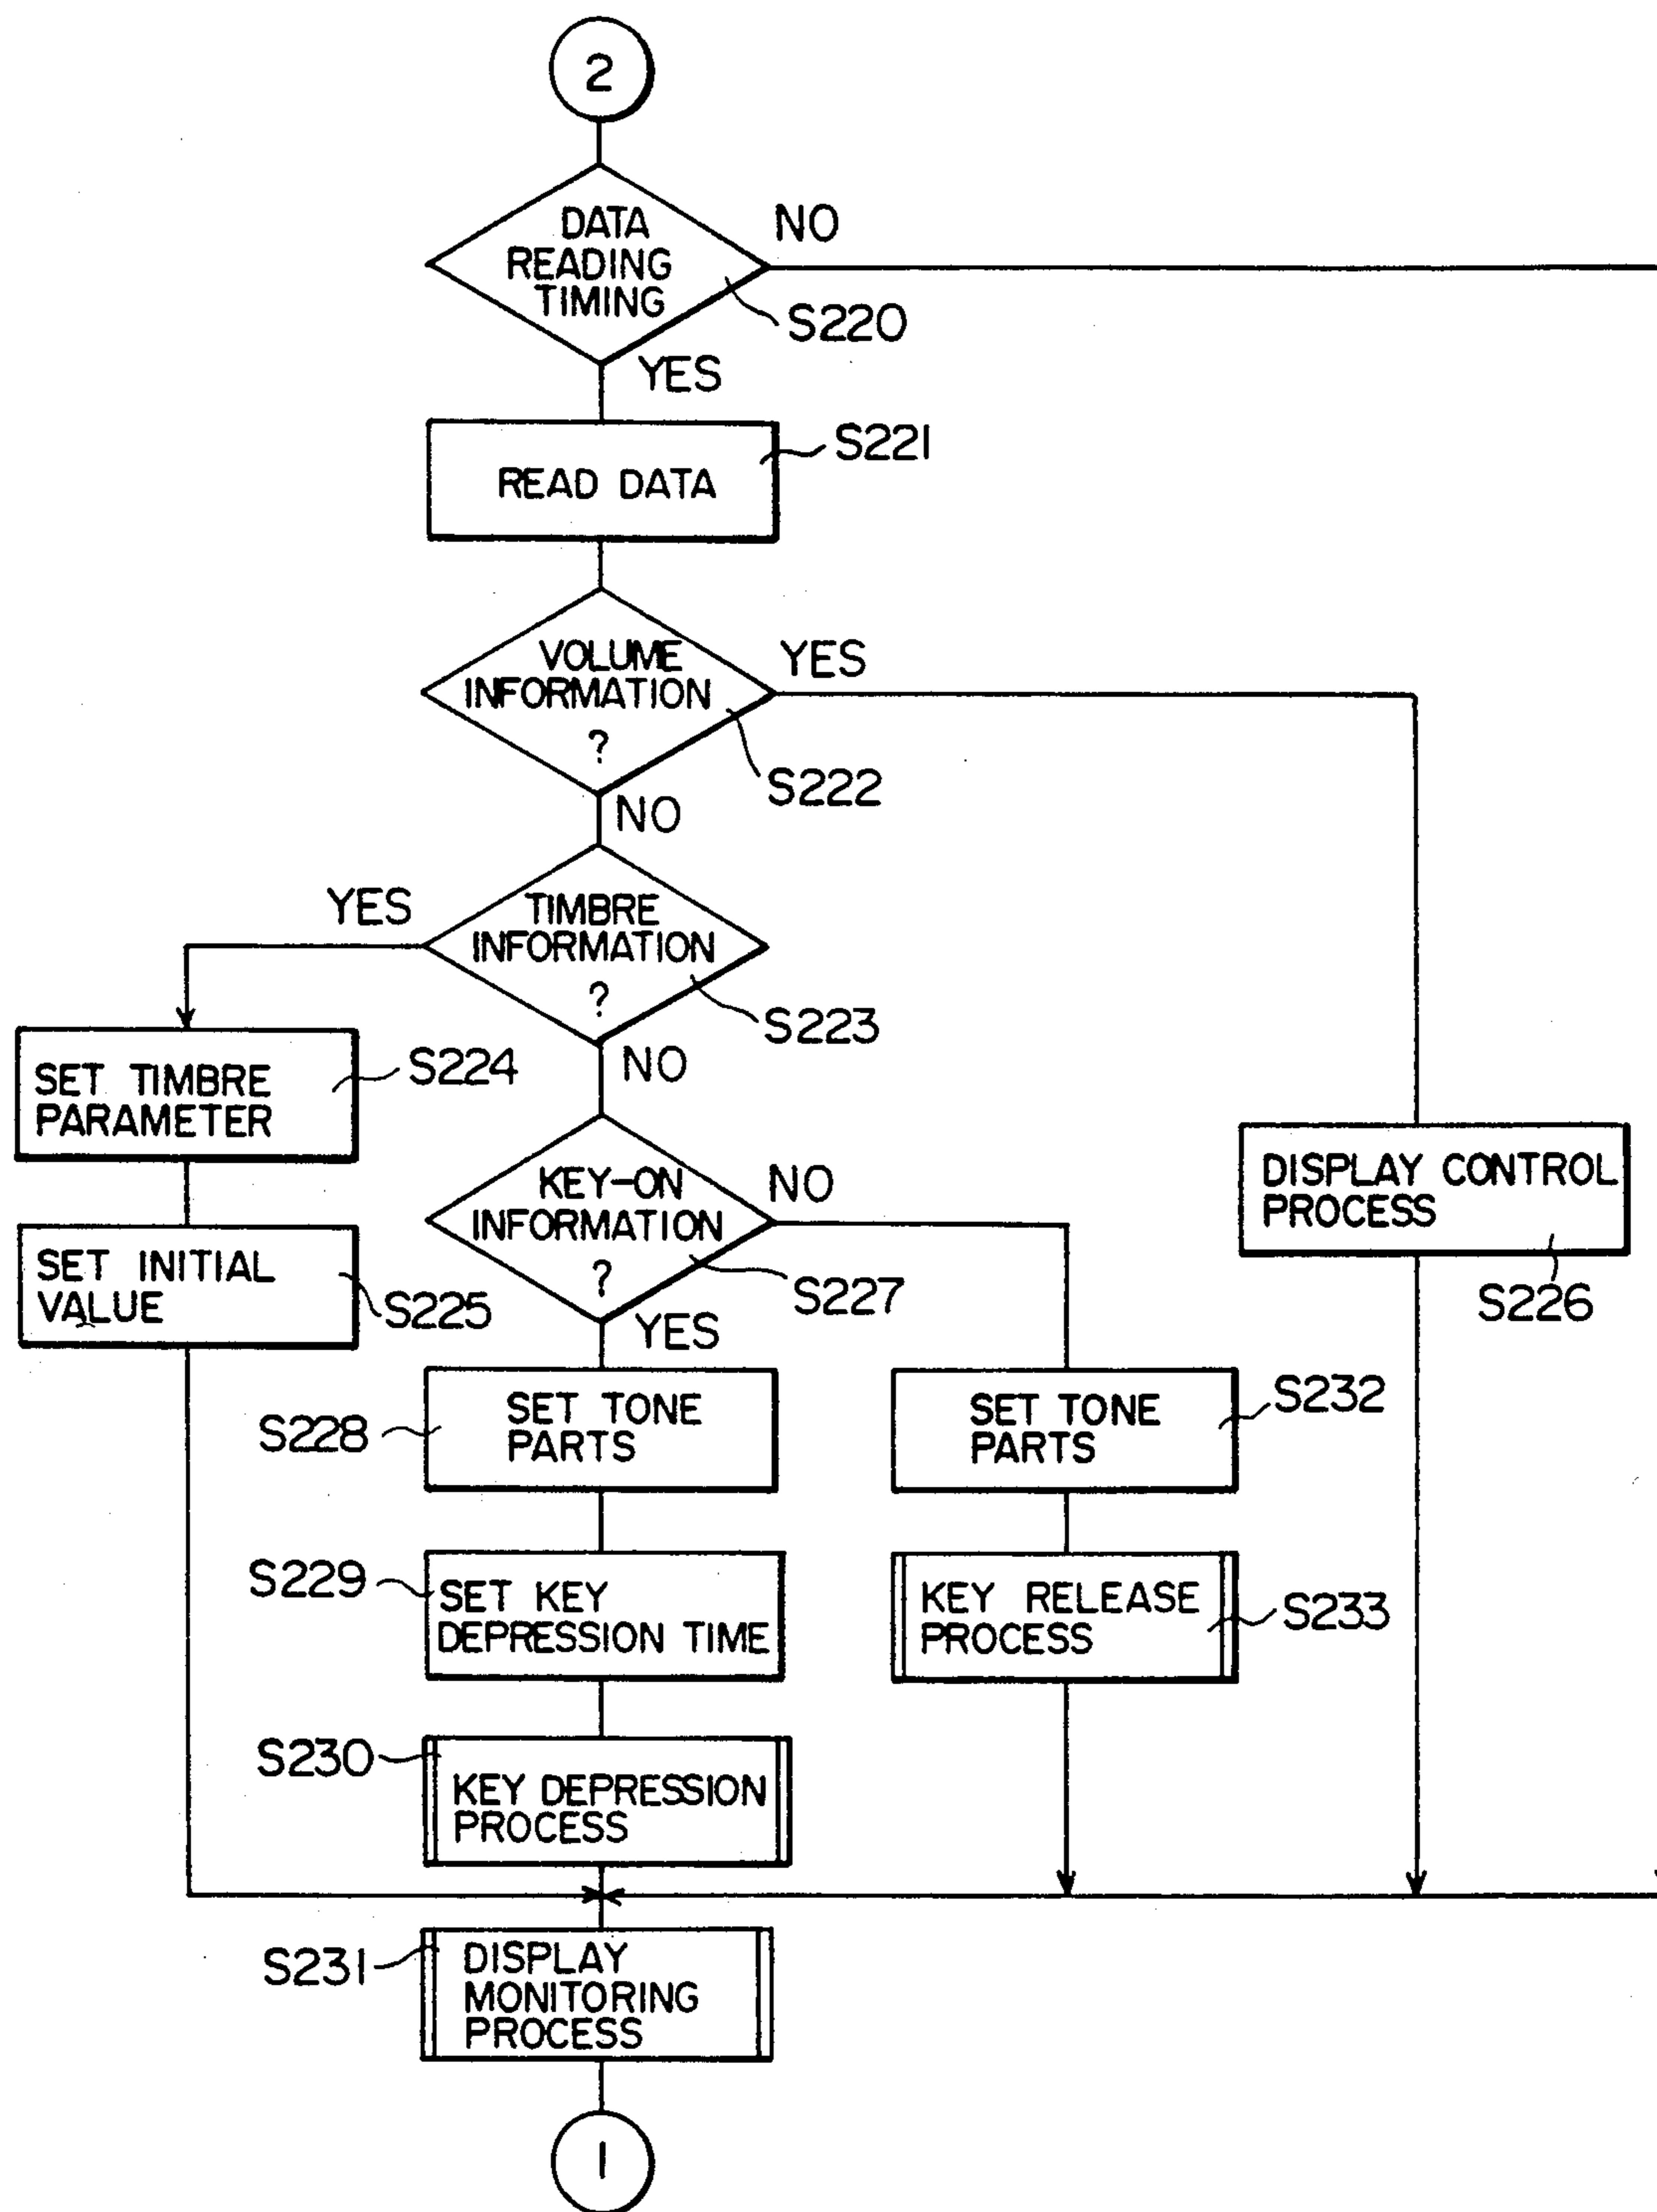 2
DATA
READING
TIMING
NO
S220
YES
READ DATA
S221
VOLUME
INFORMATION
?
YES
S222
NO
TIMBRE
INFORMATION
?
YES
S223
NO
SET TIMBRE
PARAMETER
S224
SET INITIAL
VALUE
S225
KEY-ON
INFORMATION
?
NO
S227
YES
DISPLAY CONTROL
PROCESS
S226
S228
SET TONE
PARTS
SET TONE
PARTS
S232
S229
SET KEY
DEPRESSION TIME
KEY RELEASE
PROCESS
S233
S230
KEY DEPRESSION
PROCESS
S231
DISPLAY
MONITORING
PROCESS
1